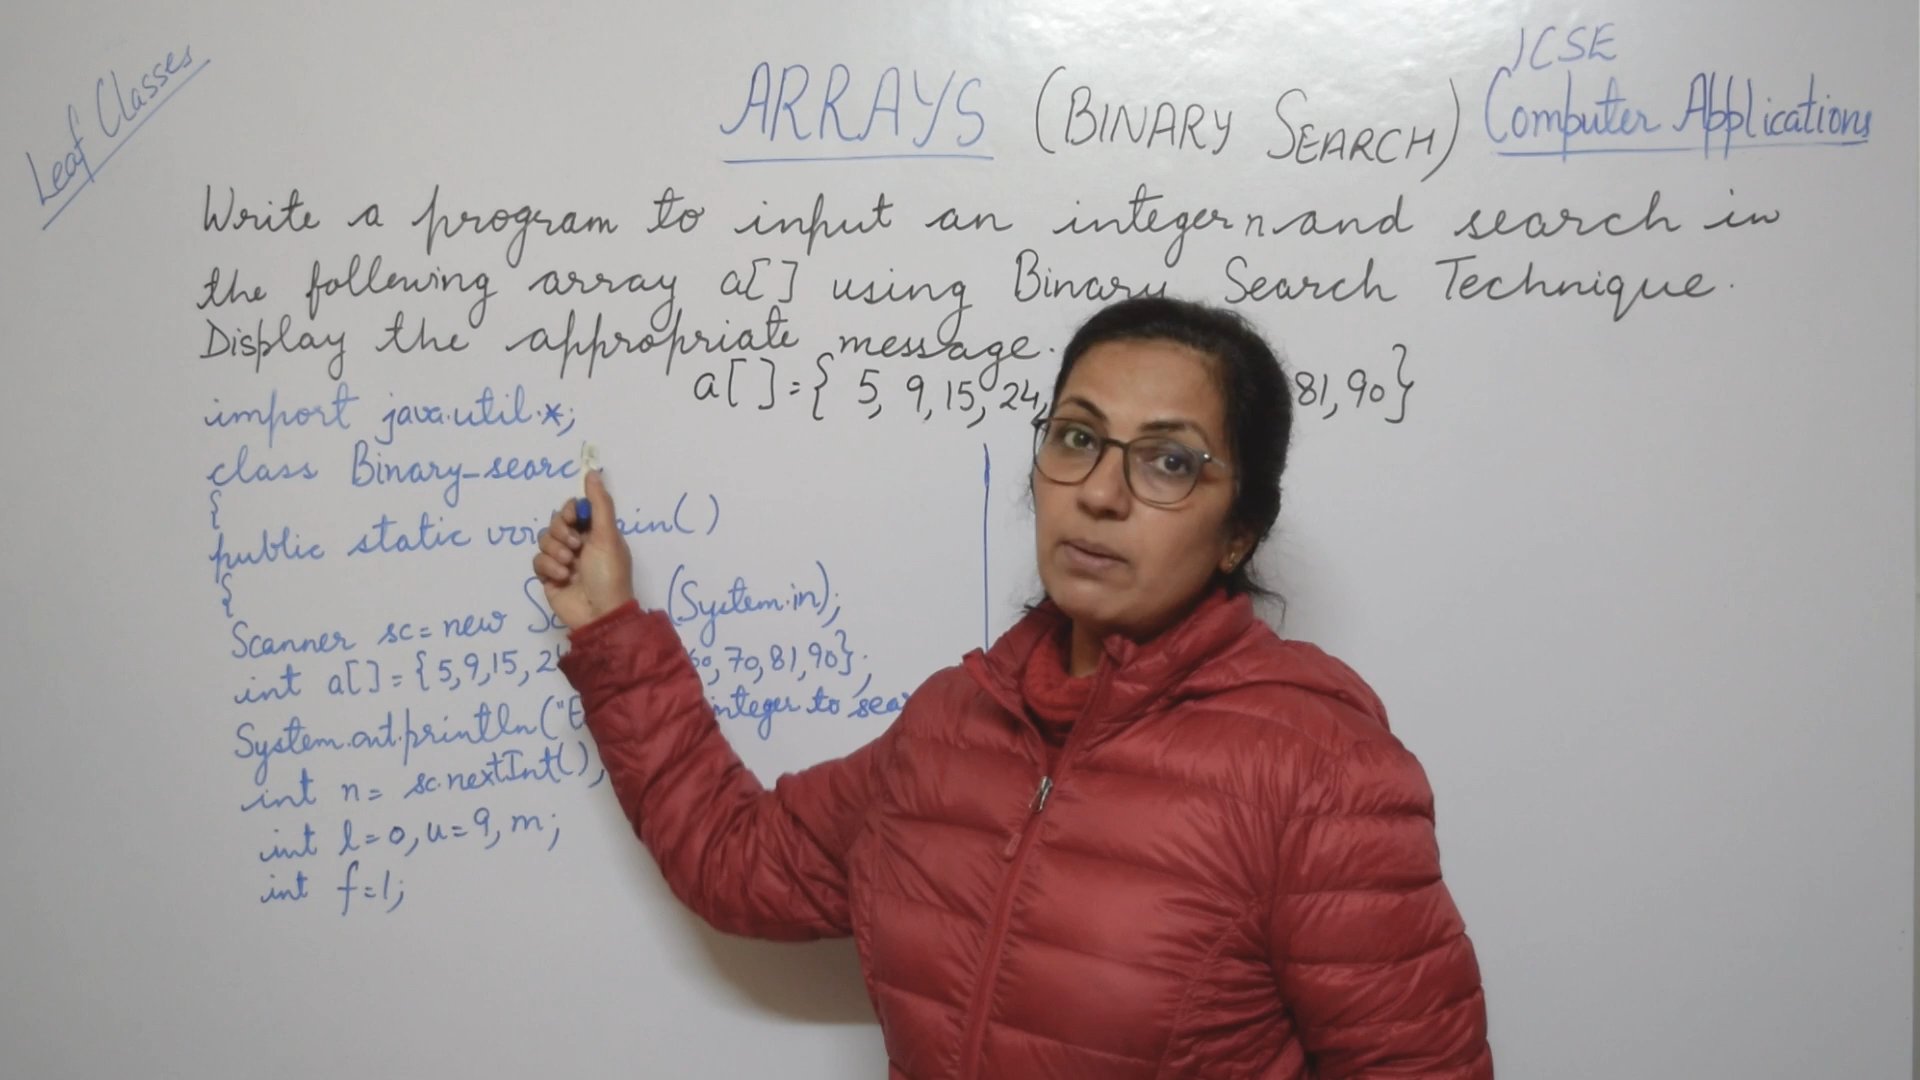 Leaf Classes
ARRAYS (BINARY SEARCH)
ICSE
Computer Applications
Write a program to input an integer n and search in
the following array a[] using Binary Search Technique.
Display the appropriate message.
a[]={ 5, 9, 15, 24, 81, 90}
import java.util.*;
class Binary_searc
{
public static main()
{
Scanner sc= new (System.in);
int a[]={5,9,15, 70,81,90};
System.out.println("E integer to sea
int n= sc.nextInt();
int l=0, u=9, m;
int f=1;